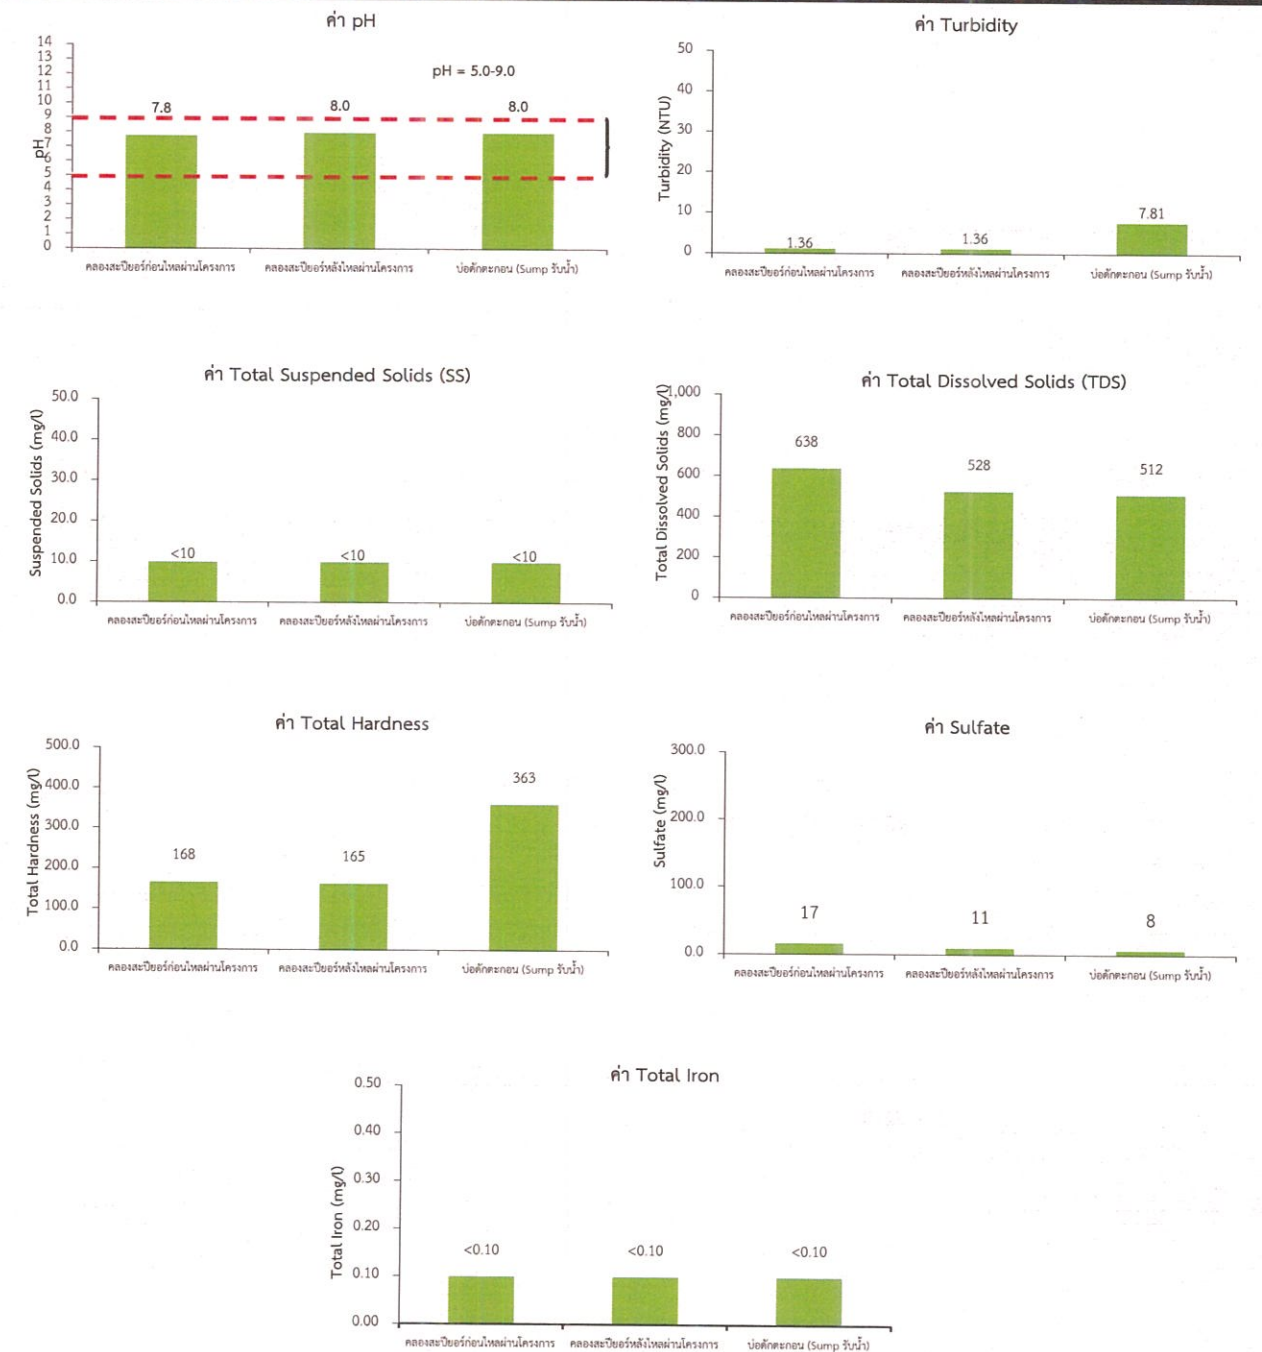 ค่า pH
14
13
12
11
10
9
8
7
6
5
4
3
2
1
0
pH
pH = 5.0-9.0
7.8
8.0
8.0
คลองสะปียอร์ก่อนไหลผ่านโครงการ
คลองสะปียอร์หลังไหลผ่านโครงการ
บ่อดักตะกอน (Sump รับน้ำ)
ค่า Turbidity
50
40
30
20
10
0
Turbidity (NTU)
1.36
1.36
7.81
คลองสะปียอร์ก่อนไหลผ่านโครงการ
คลองสะปียอร์หลังไหลผ่านโครงการ
บ่อดักตะกอน (Sump รับน้ำ)
ค่า Total Suspended Solids (SS)
50.0
40.0
30.0
20.0
10.0
0.0
Suspended Solids (mg/l)
<10
<10
<10
คลองสะปียอร์ก่อนไหลผ่านโครงการ
คลองสะปียอร์หลังไหลผ่านโครงการ
บ่อดักตะกอน (Sump รับน้ำ)
ค่า Total Dissolved Solids (TDS)
1,000
800
600
400
200
0
Total Dissolved Solids (mg/l)
638
528
512
คลองสะปียอร์ก่อนไหลผ่านโครงการ
คลองสะปียอร์หลังไหลผ่านโครงการ
บ่อดักตะกอน (Sump รับน้ำ)
ค่า Total Hardness
500.0
400.0
300.0
200.0
100.0
0.0
Total Hardness (mg/l)
168
165
363
คลองสะปียอร์ก่อนไหลผ่านโครงการ
คลองสะปียอร์หลังไหลผ่านโครงการ
บ่อดักตะกอน (Sump รับน้ำ)
ค่า Sulfate
300.0
200.0
100.0
0.0
Sulfate (mg/l)
17
11
8
คลองสะปียอร์ก่อนไหลผ่านโครงการ
คลองสะปียอร์หลังไหลผ่านโครงการ
บ่อดักตะกอน (Sump รับน้ำ)
ค่า Total Iron
0.50
0.40
0.30
0.20
0.10
0.00
Total Iron (mg/l)
<0.10
<0.10
<0.10
คลองสะปียอร์ก่อนไหลผ่านโครงการ
คลองสะปียอร์หลังไหลผ่านโครงการ
บ่อดักตะกอน (Sump รับน้ำ)